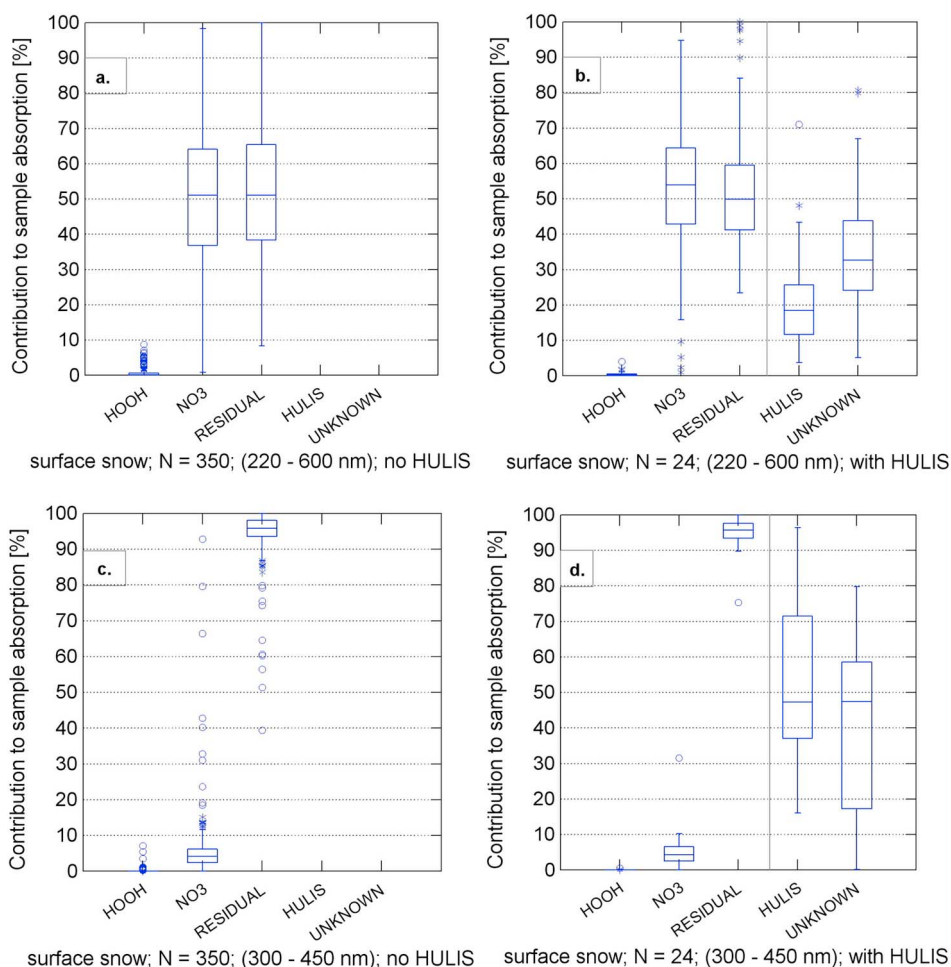 Contribution to sample absorption [%]
100
90
80
70
60
50
40
30
20
10
0
a.
HOOH
NO3
RESIDUAL
HULIS
UNKNOWN
surface snow; N = 350; (220 - 600 nm); no HULIS
Contribution to sample absorption [%]
100
90
80
70
60
50
40
30
20
10
0
b.
HOOH
NO3
RESIDUAL
HULIS
UNKNOWN
surface snow; N = 24; (220 - 600 nm); with HULIS
Contribution to sample absorption [%]
100
90
80
70
60
50
40
30
20
10
0
c.
HOOH
NO3
RESIDUAL
HULIS
UNKNOWN
surface snow; N = 350; (300 - 450 nm); no HULIS
Contribution to sample absorption [%]
100
90
80
70
60
50
40
30
20
10
0
d.
HOOH
NO3
RESIDUAL
HULIS
UNKNOWN
surface snow; N = 24; (300 - 450 nm); with HULIS